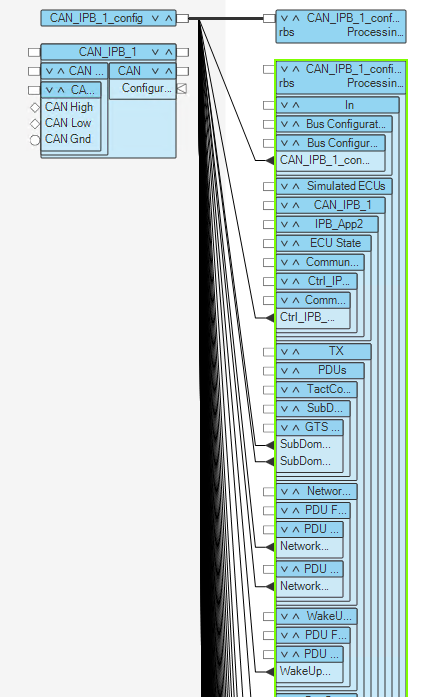 CAN_IPB_1_config
CAN_IPB_1
CAN ...
CAN
CA...
Configur...
CAN High
CAN Low
CAN Gnd
CAN_IPB_1_conf...
rbs Processin...
CAN_IPB_1_confi...
rbs Processin...
In
Bus Configurat...
Bus Configur...
CAN_IPB_1_con...
Simulated ECUs
CAN_IPB_1
IPB_App2
ECU State
Commun...
Ctrl_IP...
Comm...
Ctrl_IPB_...
TX
PDUs
TactCo...
SubD...
GTS ...
SubDom...
SubDom...
Networ...
PDU F...
PDU ...
Network...
PDU ...
Network...
WakeU...
PDU F...
PDU ...
WakeUp...